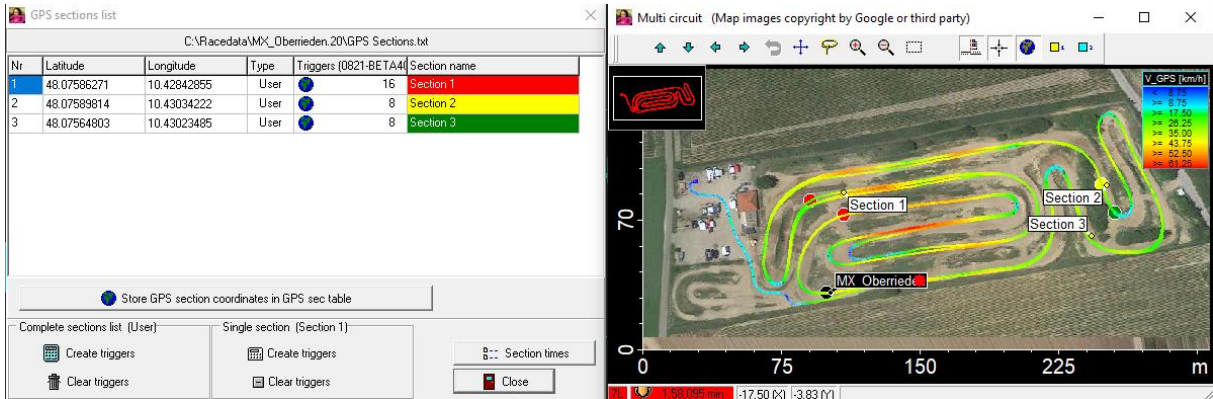 GPS sections list
C:\Racedata\MX_Oberrieden.20\GPS Sections.txt
Nr Latitude Longitude Type Triggers (0821-BETA40 Section name
1 48.07586271 10.42842855 User 16 Section 1
2 48.07589814 10.43034222 User 8 Section 2
3 48.07564803 10.43023485 User 8 Section 3
Store GPS section coordinates in GPS sec table
Complete sections list (User)
Create triggers
Clear triggers
Single section (Section 1)
Create triggers
Clear triggers
Section times
Close
Multi circuit (Map images copyright by Google or third party)
V_GPS [km/h]
< 8.75
>= 8.75
>= 17.50
>= 26.25
>= 35.00
>= 43.75
>= 52.50
>= 61.25
Section 1
Section 2
Section 3
MX_Oberriede
70
0
0 75 150 225 m
7L 1:58.095 min -17.50 (X) -3.83 (Y)